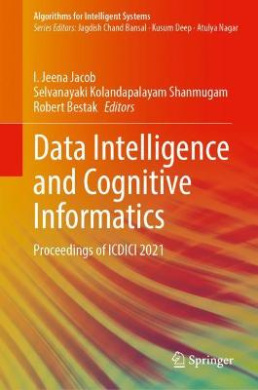 Algorithms for Intelligent Systems
Series Editors: Jagdish Chand Bansal · Kusum Deep · Atulya Nagar
I. Jeena Jacob
Selvanayaki Kolandapalayam Shanmugam
Robert Bestak Editors
Data Intelligence
and Cognitive
Informatics
Proceedings of ICDICI 2021
Springer